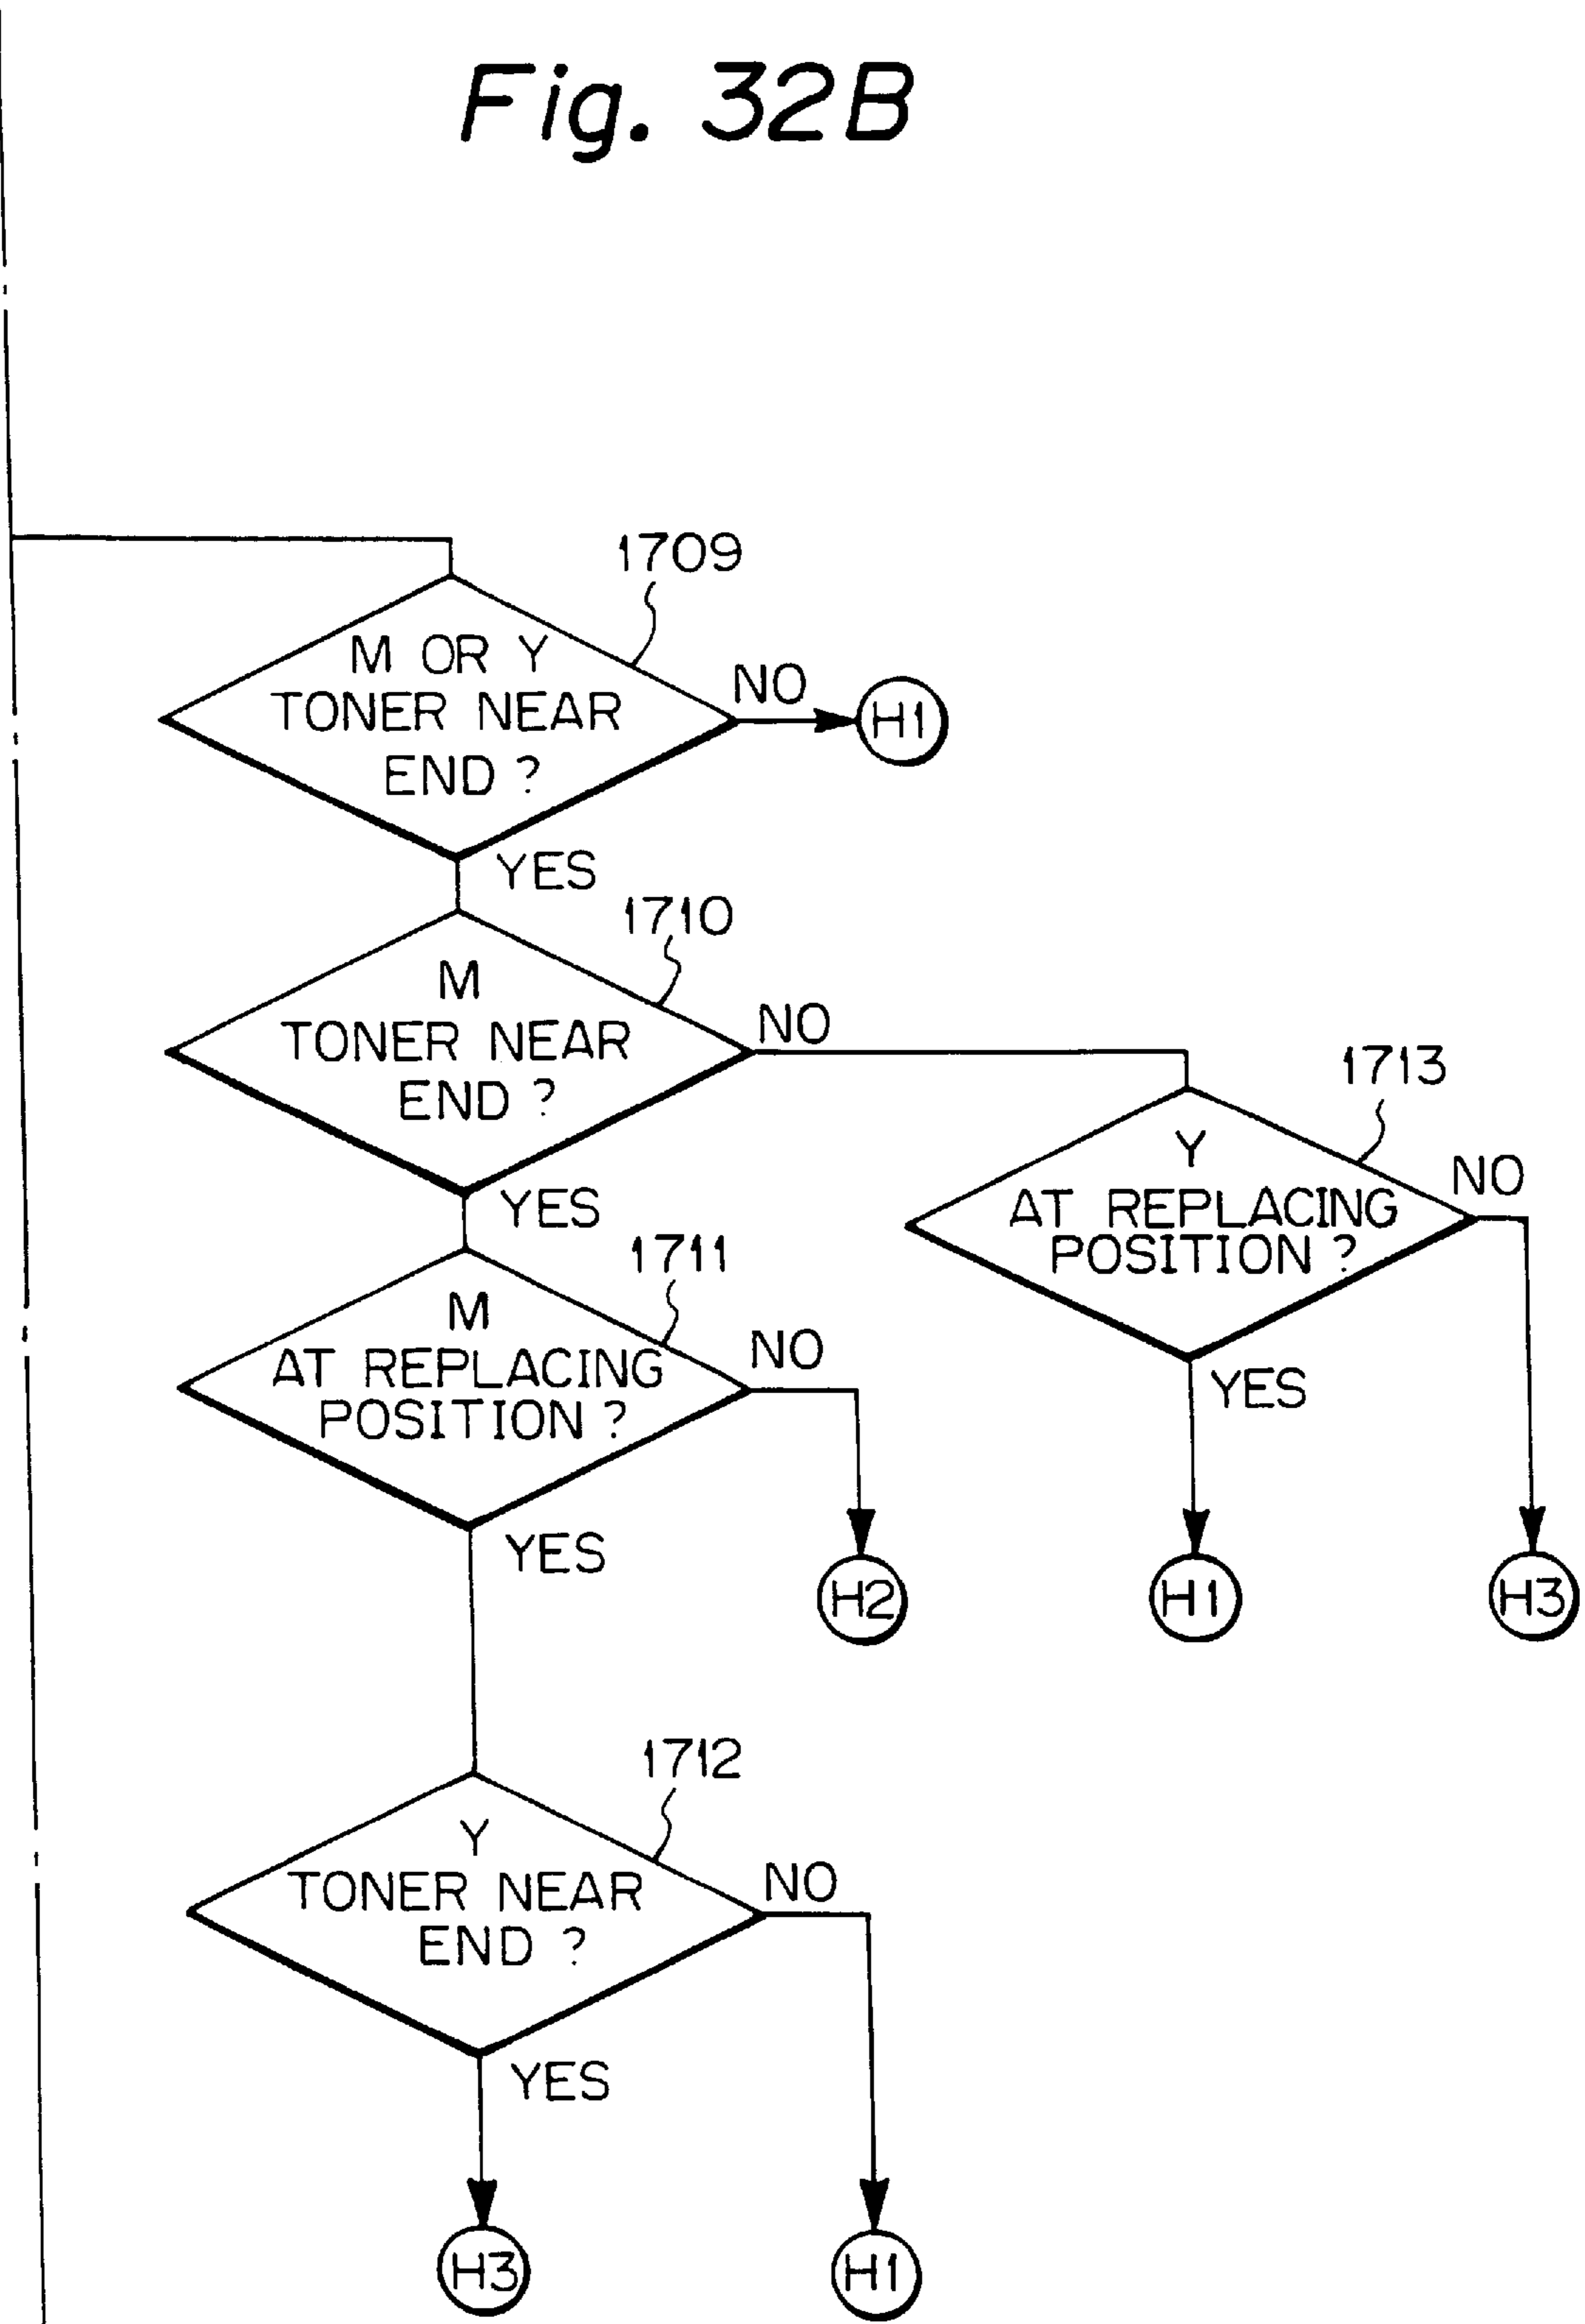 Fig. 32B
1709
M OR Y
TONER NEAR
END ?
NO
H1
YES
1710
M
TONER NEAR
END ?
NO
YES
1713
Y
AT REPLACING
POSITION ?
NO
YES
1711
M
AT REPLACING
POSITION ?
NO
YES
H2
H1
H3
1712
Y
TONER NEAR
END ?
NO
YES
H3
H1